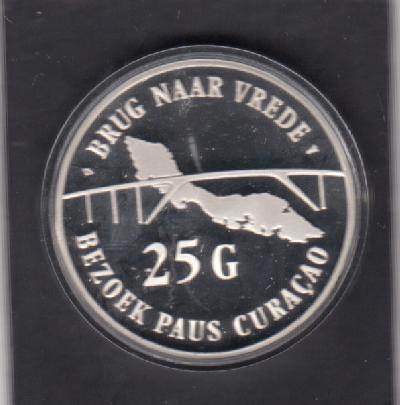 BRUG NAAR VREDE
25 G
BEZOEK PAUS CURAÇAO